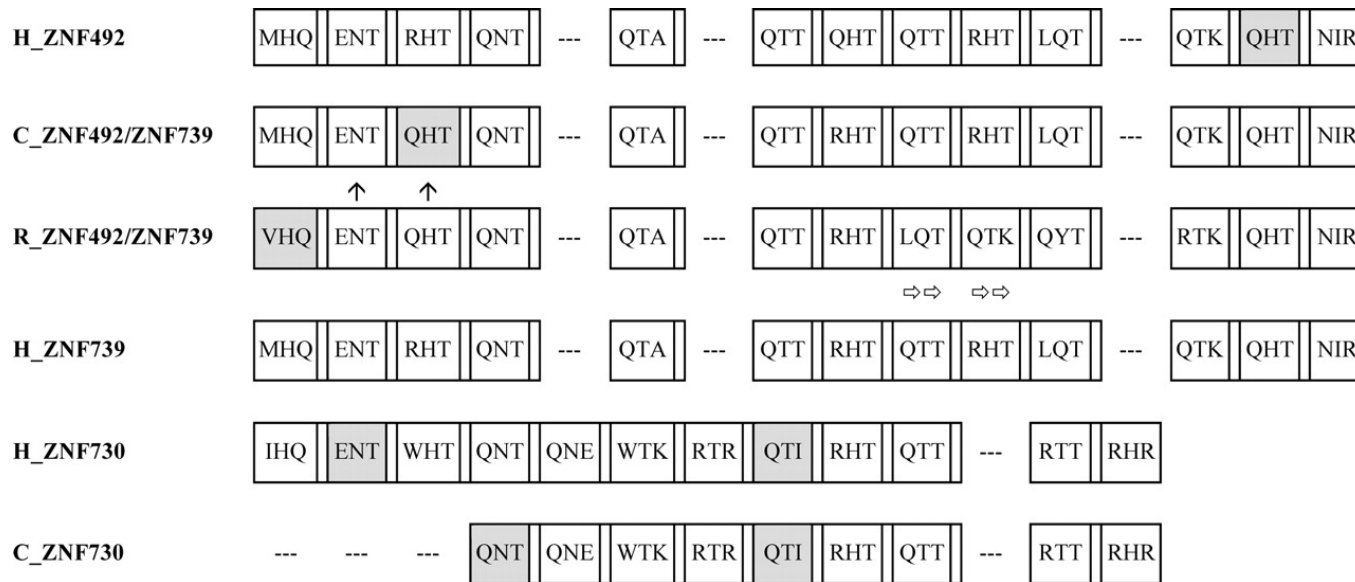 H_ZNF492 MHQ ENT RHT QNT --- QTA --- QTT QHT QTT RHT LQT --- QTK QHT NIR
C_ZNF492/ZNF739 MHQ ENT QHT QNT --- QTA --- QTT RHT QTT RHT LQT --- QTK QHT NIR
↑ ↑
R_ZNF492/ZNF739 VHQ ENT QHT QNT --- QTA --- QTT RHT LQT QTK QYT --- RTK QHT NIR
⇨⇨ ⇨⇨
H_ZNF739 MHQ ENT RHT QNT --- QTA --- QTT RHT QTT RHT LQT --- QTK QHT NIR
H_ZNF730 IHQ ENT WHT QNT QNE WTK RTR QTI RHT QTT --- RTT RHR
C_ZNF730 --- --- --- QNT QNE WTK RTR QTI RHT QTT --- RTT RHR